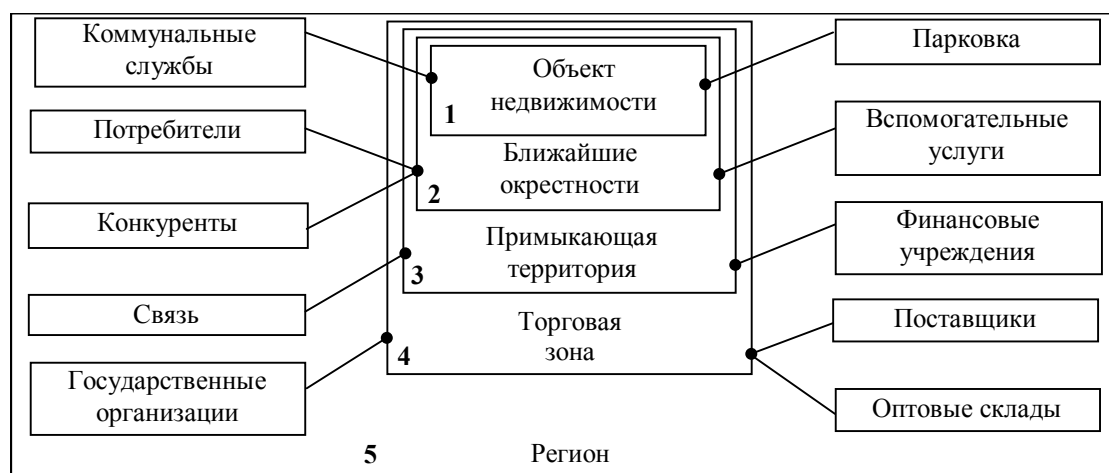 Коммунальные
службы
Потребители
Конкуренты
Связь
Государственные
организации
Объект
недвижимости
1
Ближайшие
окрестности
2
Примыкающая
территория
3
Торговая
зона
4
5 Регион
Парковка
Вспомогательные
услуги
Финансовые
учреждения
Поставщики
Оптовые склады